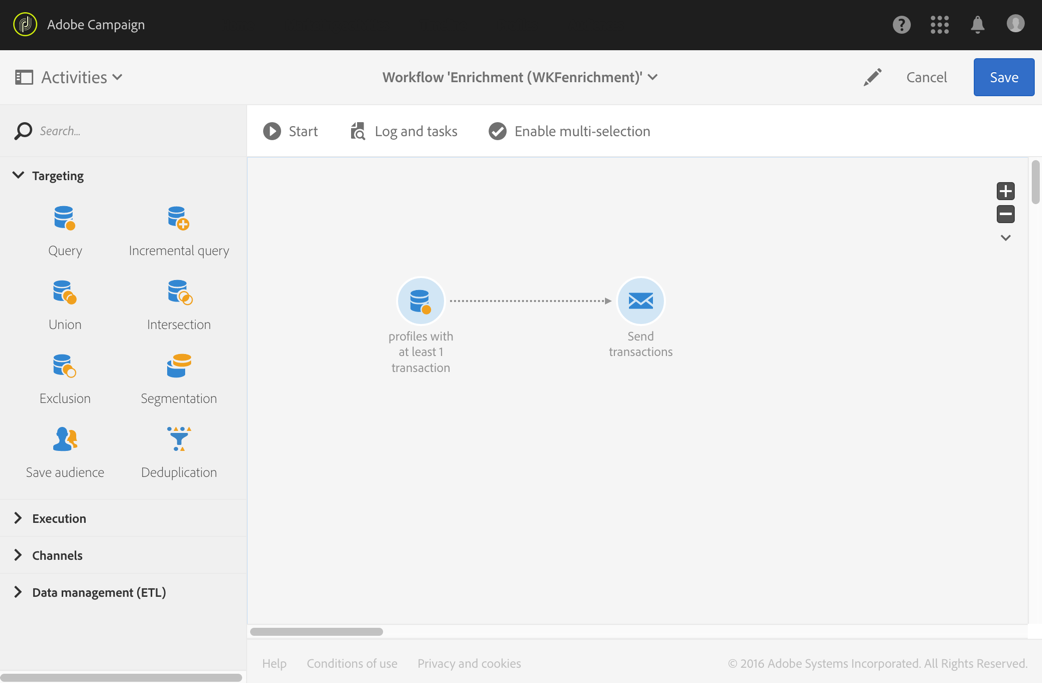 Adobe Campaign
Activities
Workflow 'Enrichment (WKFenrichment)'
Cancel
Save
Search...
Start
Log and tasks
Enable multi-selection
Targeting
Query
Incremental query
Union
Intersection
Exclusion
Segmentation
Save audience
Deduplication
Execution
Channels
Data management (ETL)
profiles with
at least 1
transaction
Send
transactions
Help
Conditions of use
Privacy and cookies
© 2016 Adobe Systems Incorporated. All Rights Reserved.